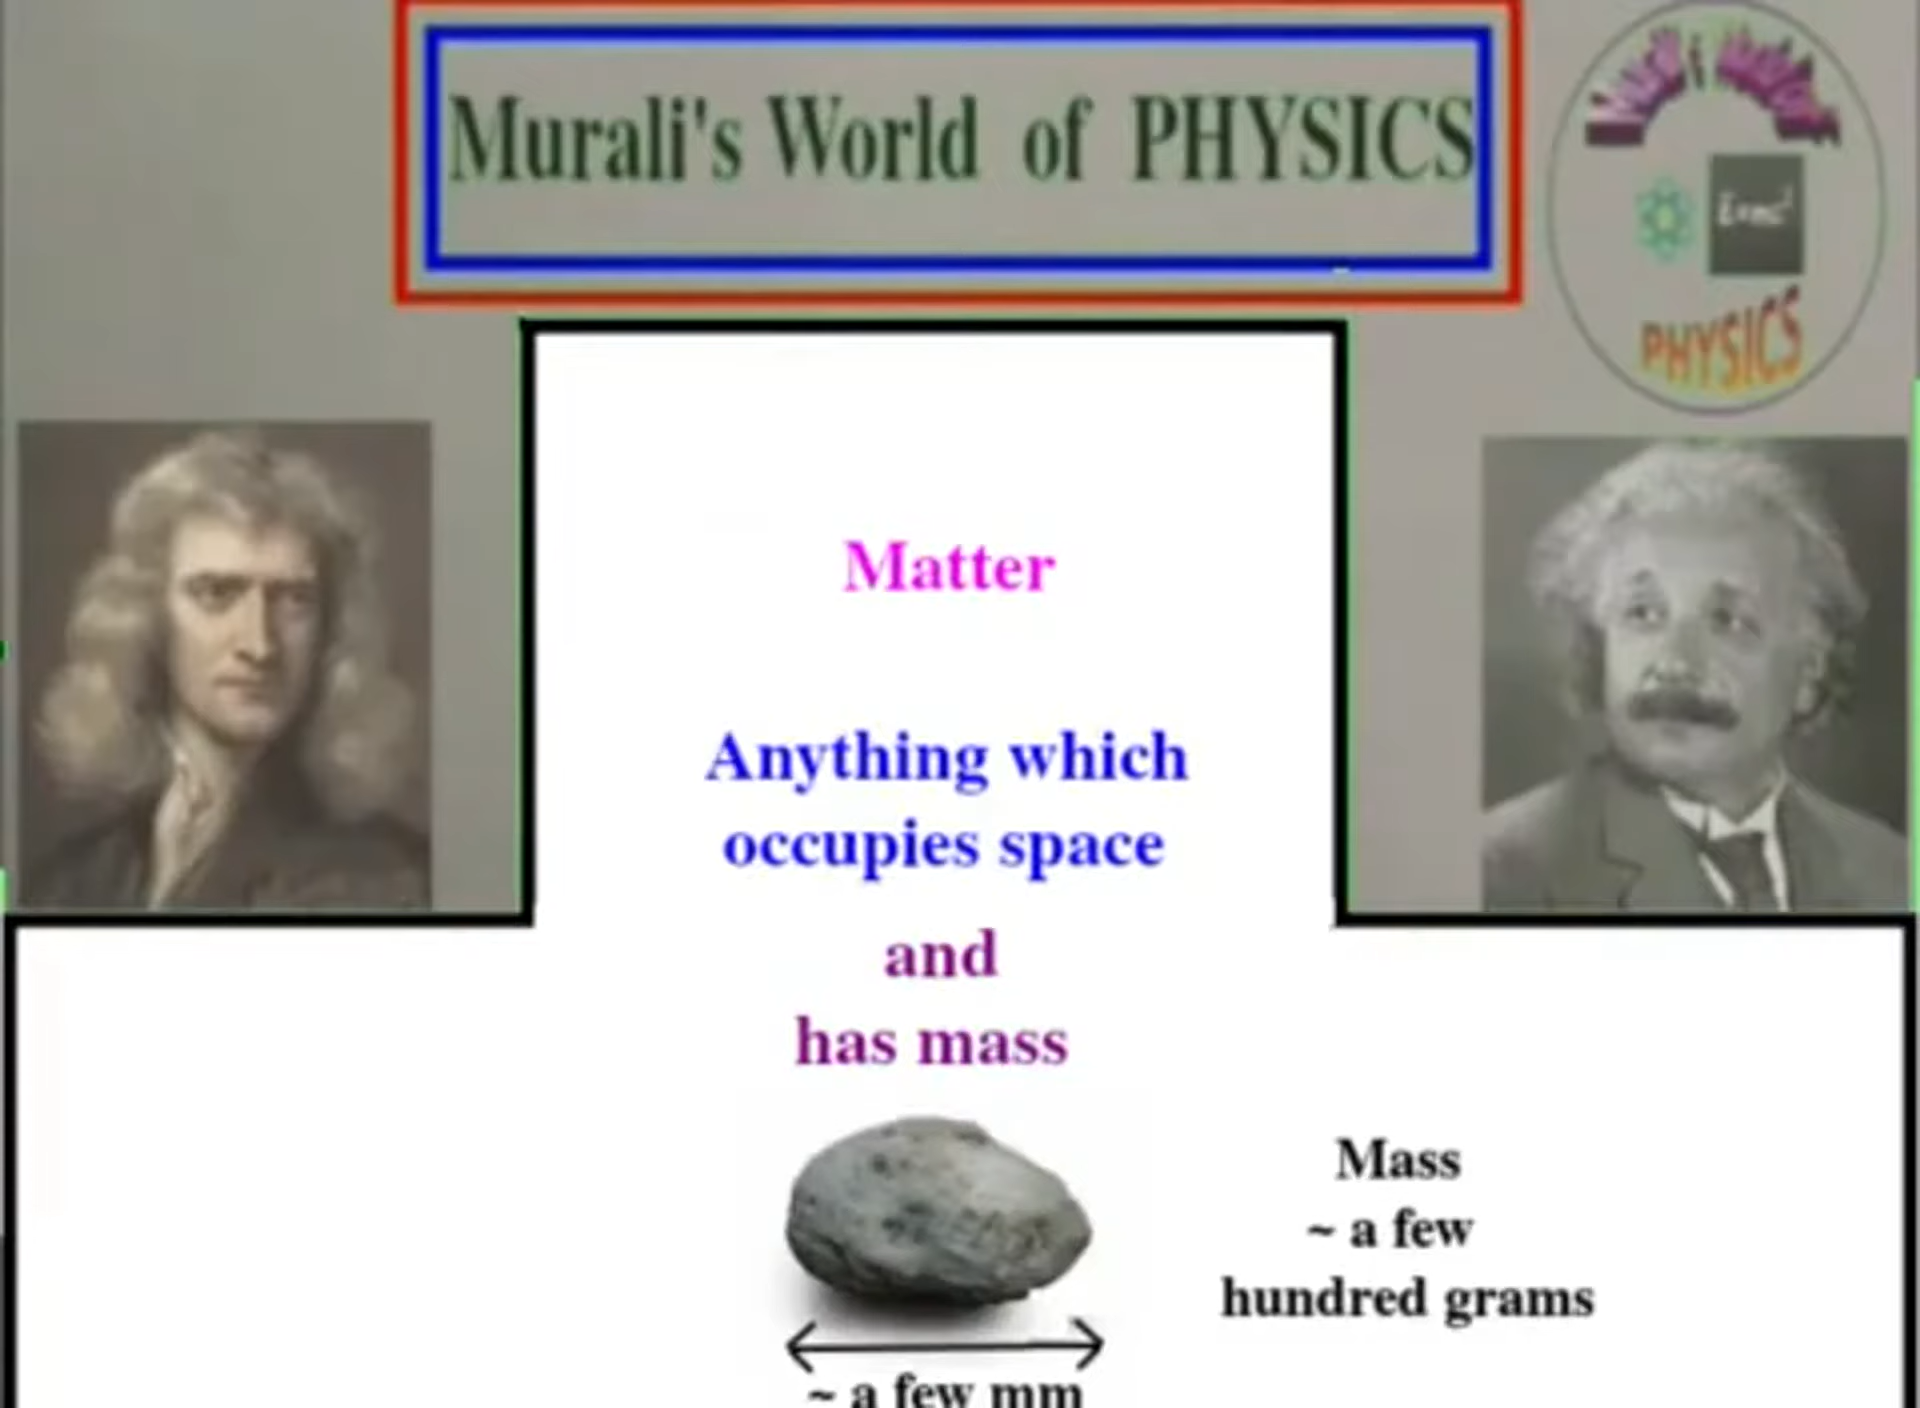 Murali's World of PHYSICS
E=mc²
PHYSICS
Matter
Anything which
occupies space
and
has mass
Mass
~ a few
hundred grams
~ a few mm